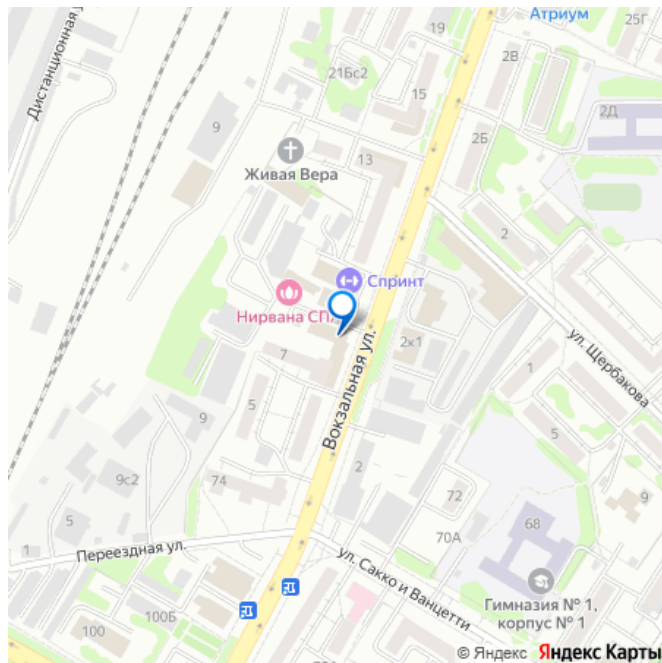 Атриум
25Г
Дистанционная
2В
21Бс2
15
2Д
9
2Б
Живая Вера
13
2
Спринт
Нирвана СПА
2к1
ул. Щербакова
7
Вокзальная ул.
1
5
9
9с2
74
2
72
9
5
70А
68
1
Переездная ул.
ул. Сакко и Ванцетти
Гимназия № 1,
корпус № 1
100Б
100
© Яндекс Яндекс Карты